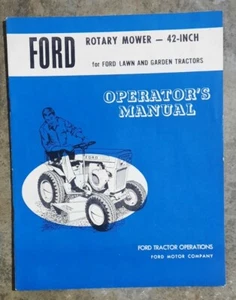 FORD
ROTARY MOWER — 42-INCH
for FORD LAWN AND GARDEN TRACTORS
OPERATOR'S
MANUAL
FORD
FORD TRACTOR OPERATIONS
FORD MOTOR COMPANY